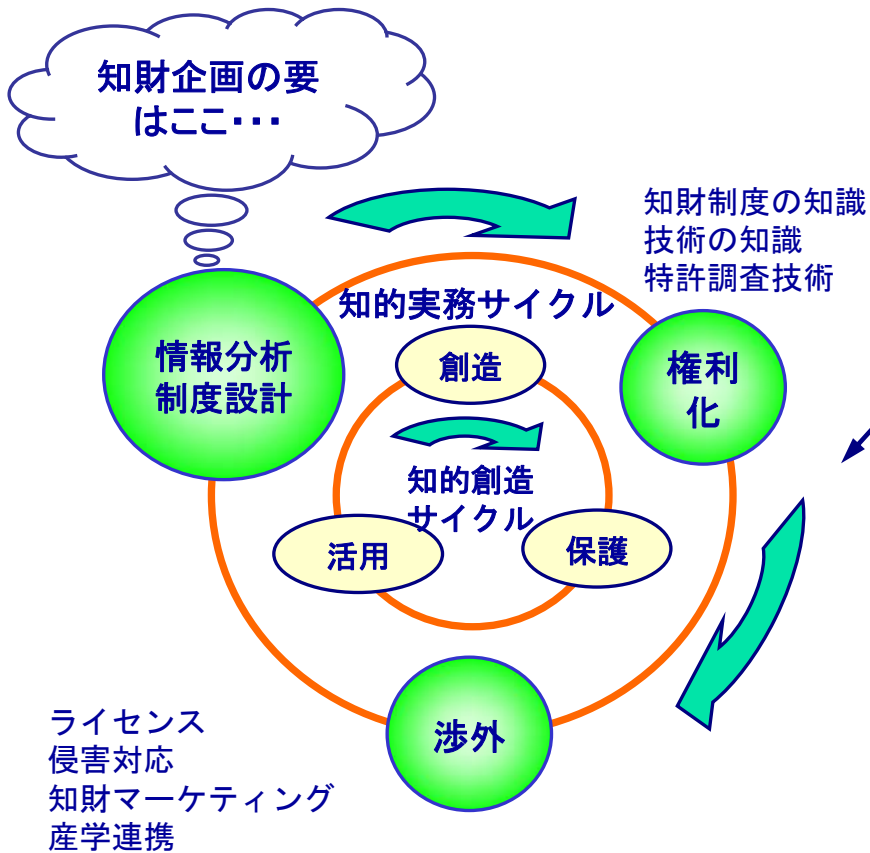 知財企画の要
はここ・・・
知財制度の知識
技術の知識
特許調査技術
知的実務サイクル
情報分析
制度設計
創造
権利
化
知的創造
サイクル
活用
保護
渉外
ライセンス
侵害対応
知財マーケティング
産学連携